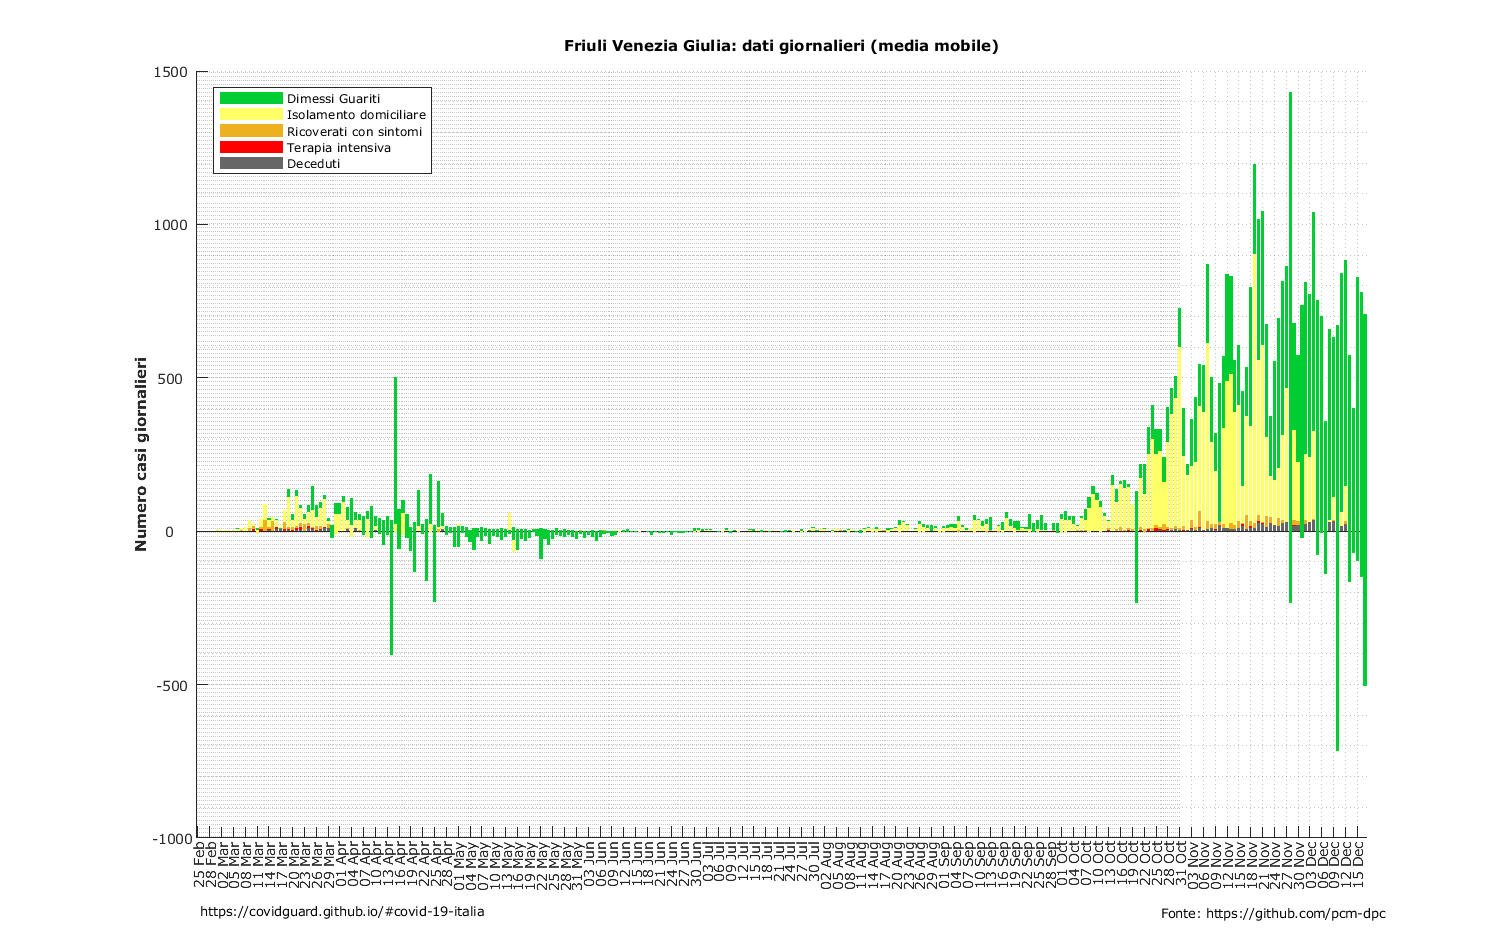 Friuli Venezia Giulia: dati giornalieri (media mobile)
1500
1000
500
0
-500
-1000
Numero casi giornalieri
Dimessi Guariti
Isolamento domiciliare
Ricoverati con sintomi
Terapia intensiva
Deceduti
25 Feb
28 Feb
02 Mar
05 Mar
08 Mar
11 Mar
14 Mar
17 Mar
20 Mar
23 Mar
26 Mar
29 Mar
01 Apr
04 Apr
07 Apr
10 Apr
13 Apr
16 Apr
19 Apr
22 Apr
25 Apr
28 Apr
01 May
04 May
07 May
10 May
13 May
16 May
19 May
22 May
25 May
28 May
31 May
03 Jun
06 Jun
09 Jun
12 Jun
15 Jun
18 Jun
21 Jun
24 Jun
27 Jun
30 Jun
03 Jul
06 Jul
09 Jul
12 Jul
15 Jul
18 Jul
21 Jul
24 Jul
27 Jul
30 Jul
02 Aug
05 Aug
08 Aug
11 Aug
14 Aug
17 Aug
20 Aug
23 Aug
26 Aug
29 Aug
01 Sep
04 Sep
07 Sep
10 Sep
13 Sep
16 Sep
19 Sep
22 Sep
25 Sep
28 Sep
01 Oct
04 Oct
07 Oct
10 Oct
13 Oct
16 Oct
19 Oct
22 Oct
25 Oct
28 Oct
31 Oct
03 Nov
06 Nov
09 Nov
12 Nov
15 Nov
18 Nov
21 Nov
24 Nov
27 Nov
30 Nov
03 Dec
06 Dec
09 Dec
12 Dec
15 Dec
https://covidguard.github.io/#covid-19-italia
Fonte: https://github.com/pcm-dpc